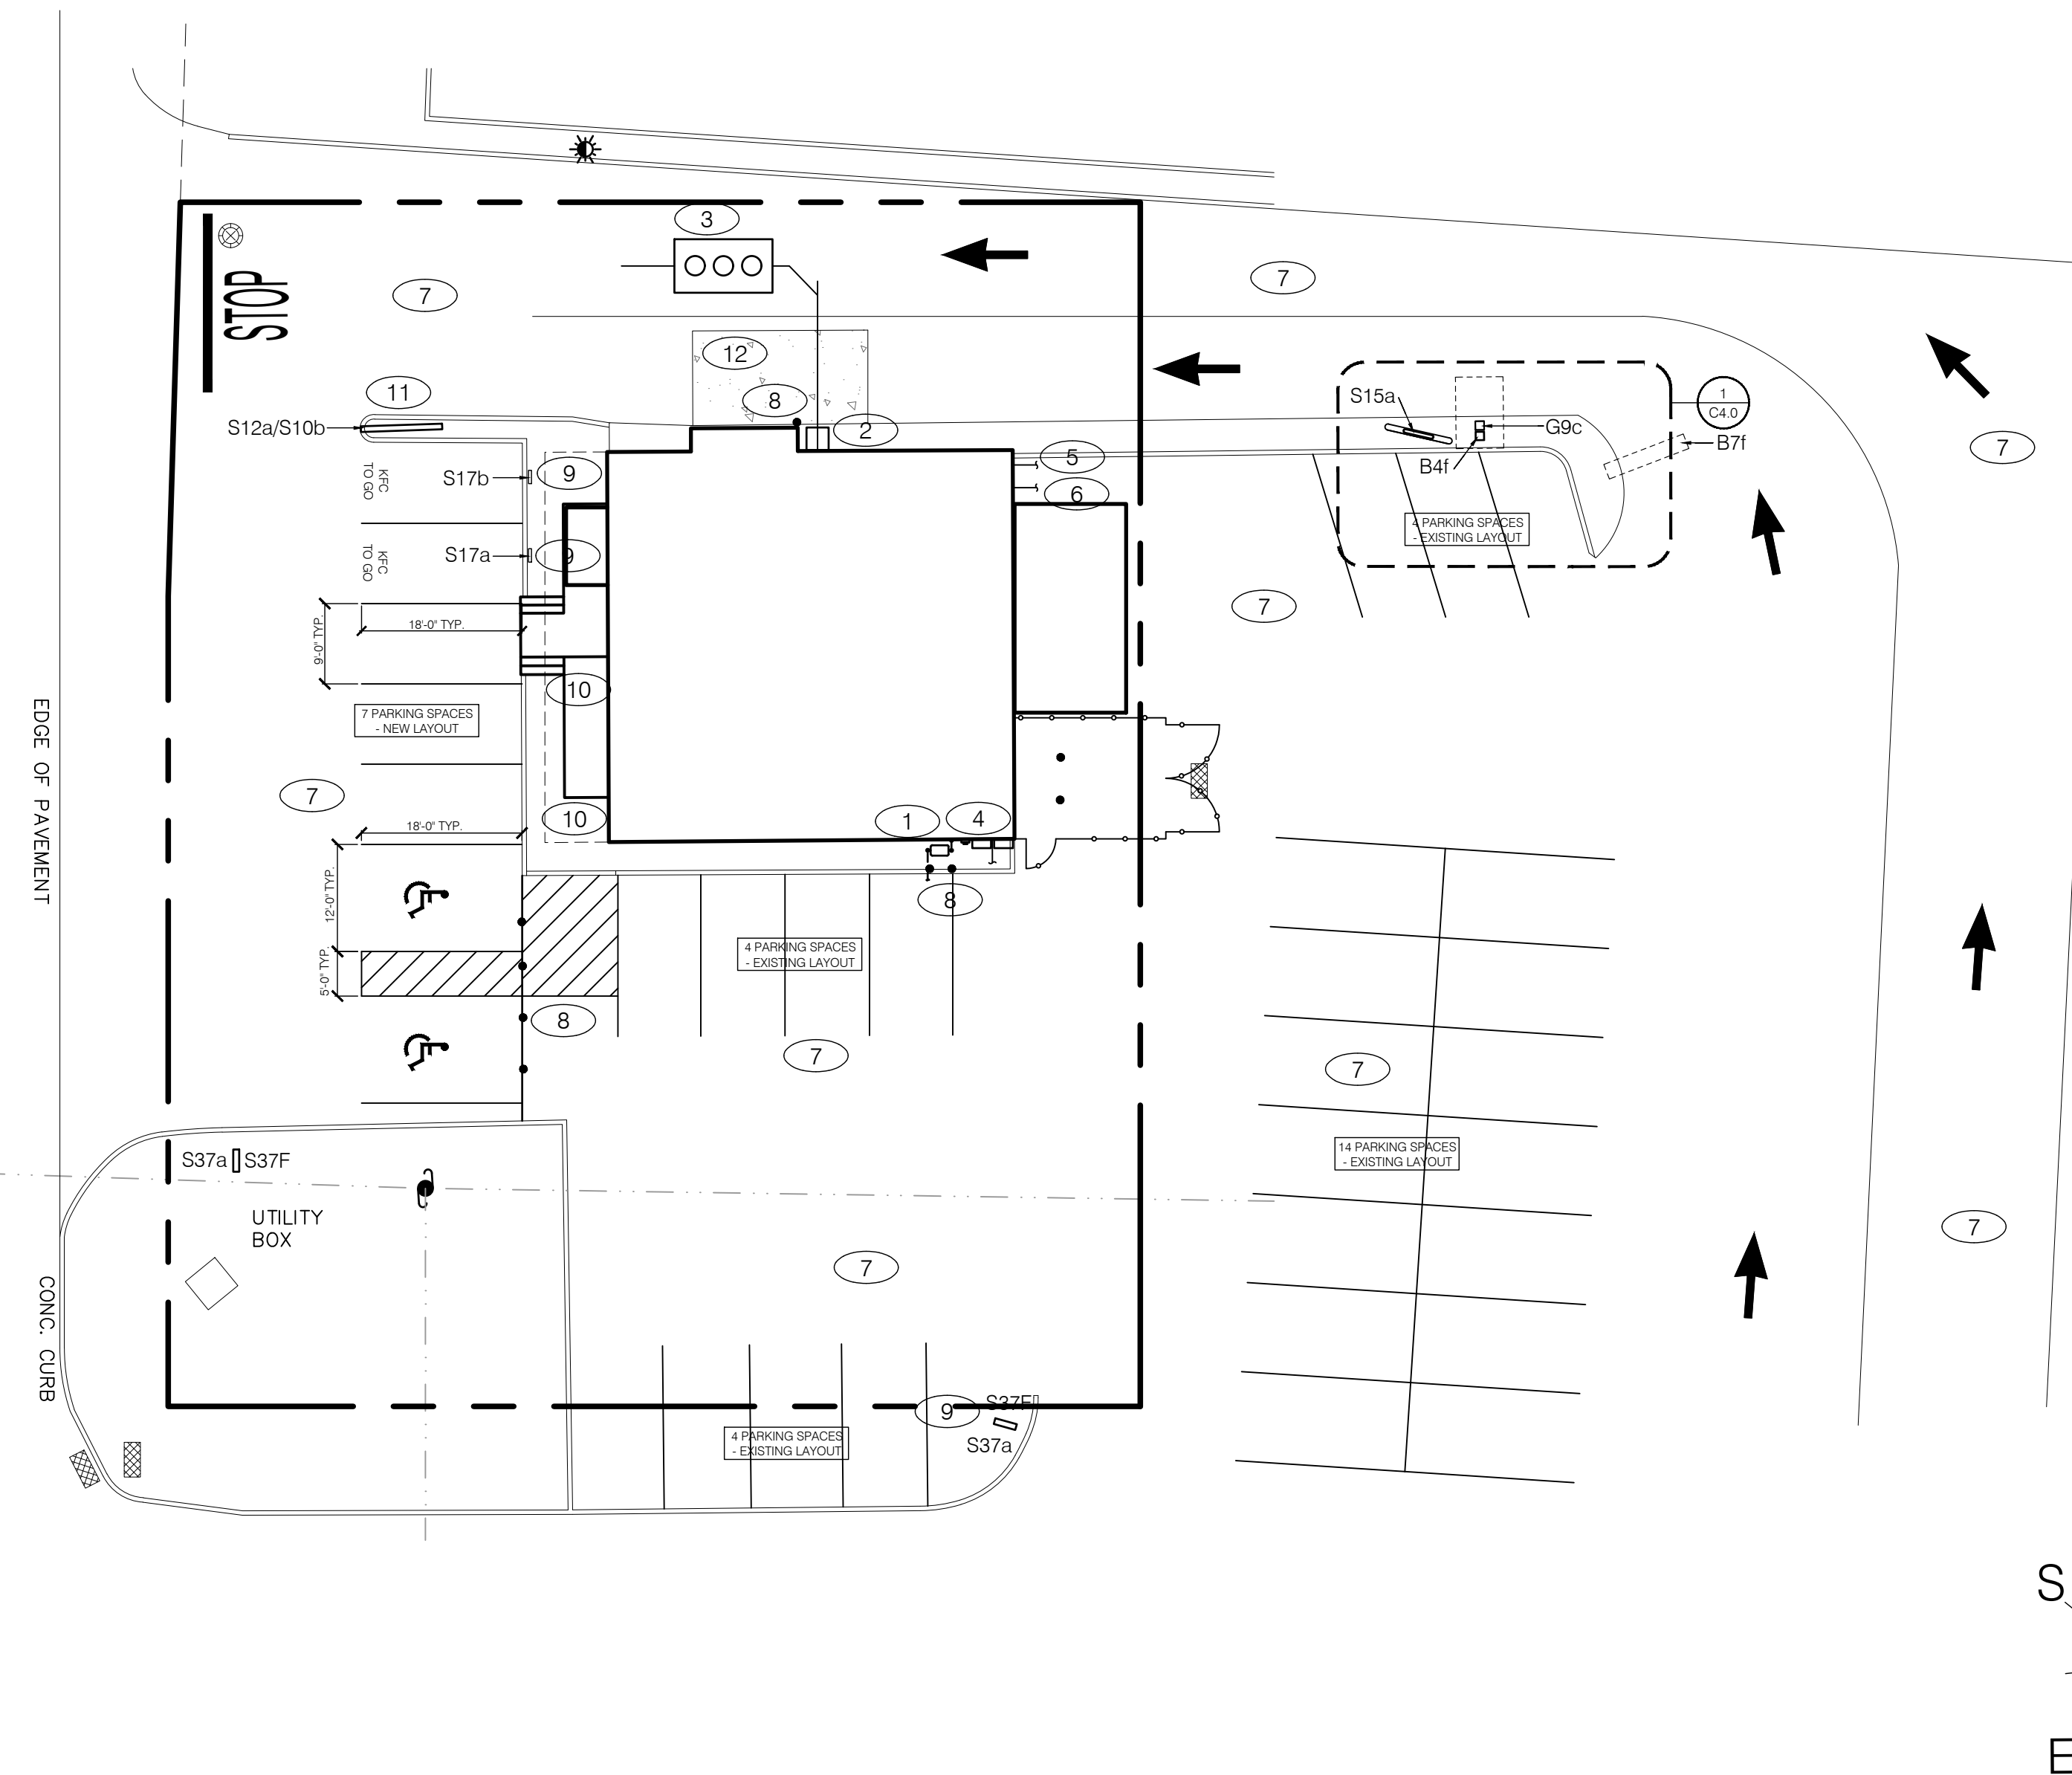 3
7
7
STOP
12
1
C4.0
11
8
2
S15a
S12a/S10b
G9c
B7f
7
B4f
5
9
S17b
KFC
TO GO
6
4 PARKING SPACES
- EXISTING LAYOUT
9
S17a
KFC
TO GO
7
18'-0" TYP.
9'-0" TYP.
10
7 PARKING SPACES
- NEW LAYOUT
EDGE OF PAVEMENT
7
10
1
4
18'-0" TYP.
12'-0" TYP.
8
4 PARKING SPACES
- EXISTING LAYOUT
5'-0" TYP.
8
7
7
14 PARKING SPACES
- EXISTING LAYOUT
S37a
S37F
UTILITY
BOX
7
7
CONC. CURB
9
S37F
S37a
4 PARKING SPACES
- EXISTING LAYOUT
S